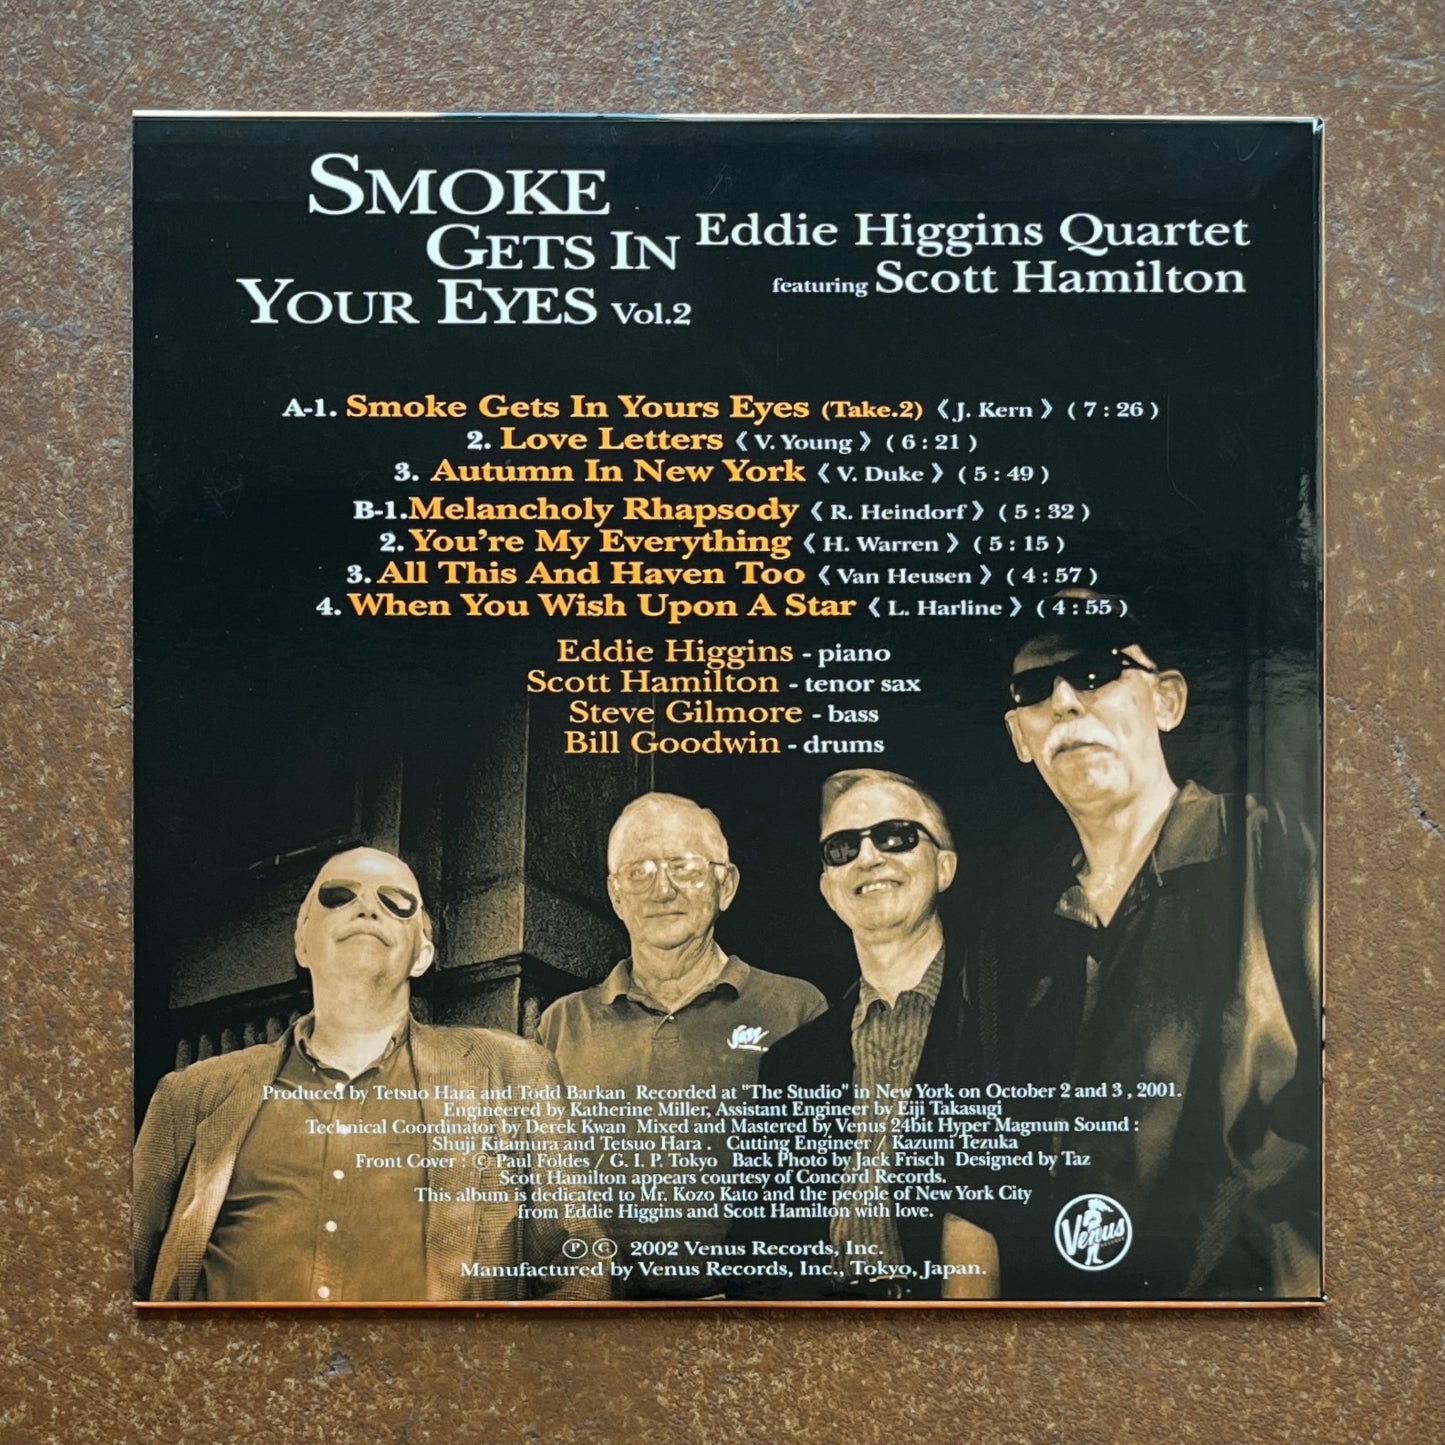 SMOKE
GETS IN
YOUR EYES Vol.2
Eddie Higgins Quartet
featuring Scott Hamilton
A-1. Smoke Gets In Yours Eyes (Take.2) 《 J. Kern 》 ( 7 : 26 )
2. Love Letters 《 V. Young 》 ( 6 : 21 )
3. Autumn In New York 《 V. Duke 》 ( 5 : 49 )
B-1. Melancholy Rhapsody 《 R. Heindorf 》 ( 5 : 32 )
2. You're My Everything 《 H. Warren 》 ( 5 : 15 )
3. All This And Haven Too 《 Van Heusen 》 ( 4 : 57 )
4. When You Wish Upon A Star 《 L. Harline 》 ( 4 : 55 )
Eddie Higgins - piano
Scott Hamilton - tenor sax
Steve Gilmore - bass
Bill Goodwin - drums
Jazz
Produced by Tetsuo Hara and Todd Barkan Recorded at "The Studio" in New York on October 2 and 3 , 2001.
Engineered by Katherine Miller, Assistant Engineer by Eiji Takasugi
Technical Coordinator by Derek Kwan Mixed and Mastered by Venus 24bit Hyper Magnum Sound :
Shuji Kitamura and Tetsuo Hara . Cutting Engineer / Kazumi Tezuka
Front Cover : © Paul Foldes / G. I. P. Tokyo Back Photo by Jack Frisch Designed by Taz
Scott Hamilton appears courtesy of Concord Records.
This album is dedicated to Mr. Kozo Kato and the people of New York City
from Eddie Higgins and Scott Hamilton with love.
Ⓟ © 2002 Venus Records, Inc.
Manufactured by Venus Records, Inc., Tokyo, Japan.
Venus
RECORDS